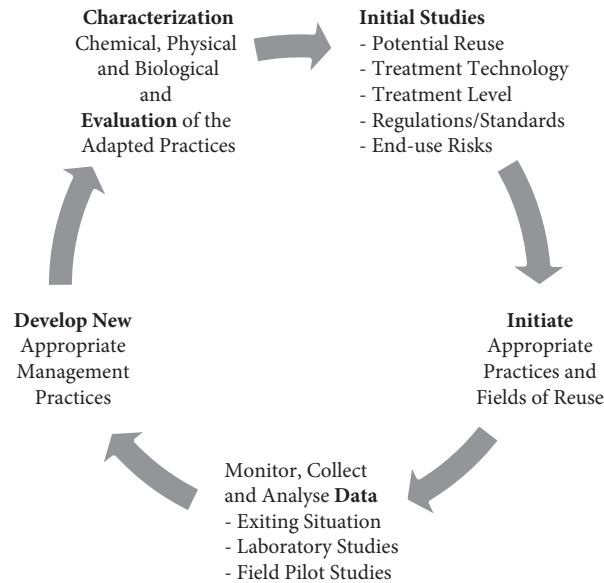 Characterization
Chemical, Physical
and Biological
and
Evaluation of the
Adapted Practices
Initial Studies
- Potential Reuse
- Treatment Technology
- Treatment Level
- Regulations/Standards
- End-use Risks
Initiate
Appropriate
Practices and
Fields of Reuse
Monitor, Collect
and Analyse Data
- Exiting Situation
- Laboratory Studies
- Field Pilot Studies
Develop New
Appropriate
Management
Practices